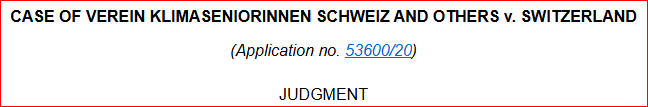 CASE OF VEREIN KLIMASENIORINNEN SCHWEIZ AND OTHERS v. SWITZERLAND
(Application no. 53600/20)
JUDGMENT